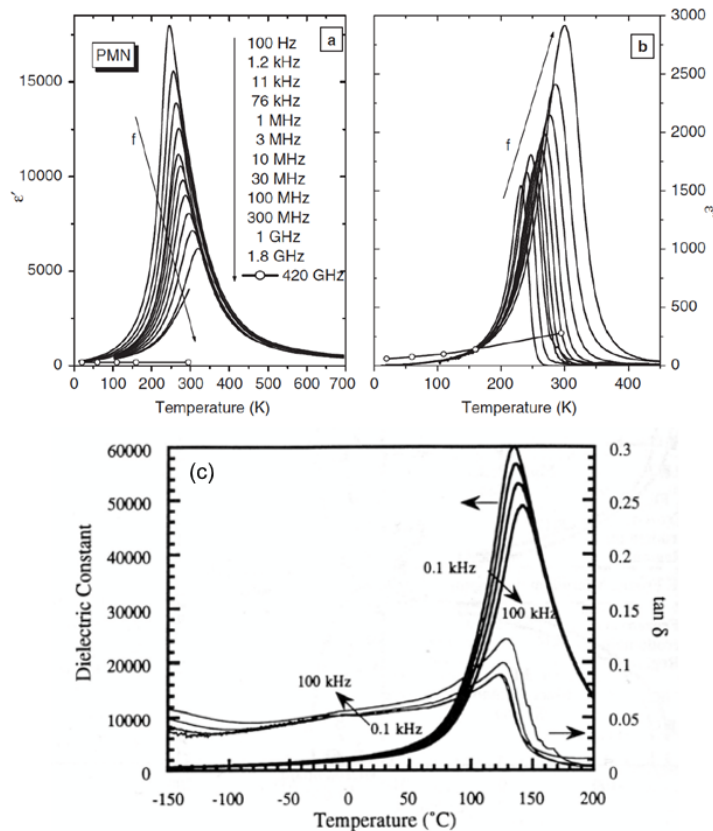 PMN
a
100 Hz
1.2 kHz
11 kHz
76 kHz
1 MHz
3 MHz
10 MHz
30 MHz
100 MHz
300 MHz
1 GHz
1.8 GHz
420 GHz
f
ε′
15000
10000
5000
0
0 100 200 300 400 500 600 700
Temperature (K)
b
f
3000
2500
2000
1500
1000
500
0
ε″
200 300 400
Temperature (K)
(c)
Dielectric Constant
60000
50000
40000
30000
20000
10000
0
0.1 kHz
100 kHz
100 kHz
0.1 kHz
0.3
0.25
0.2
0.15
0.1
0.05
0
tan δ
-150 -100 -50 0 50 100 150 200
Temperature (˚C)